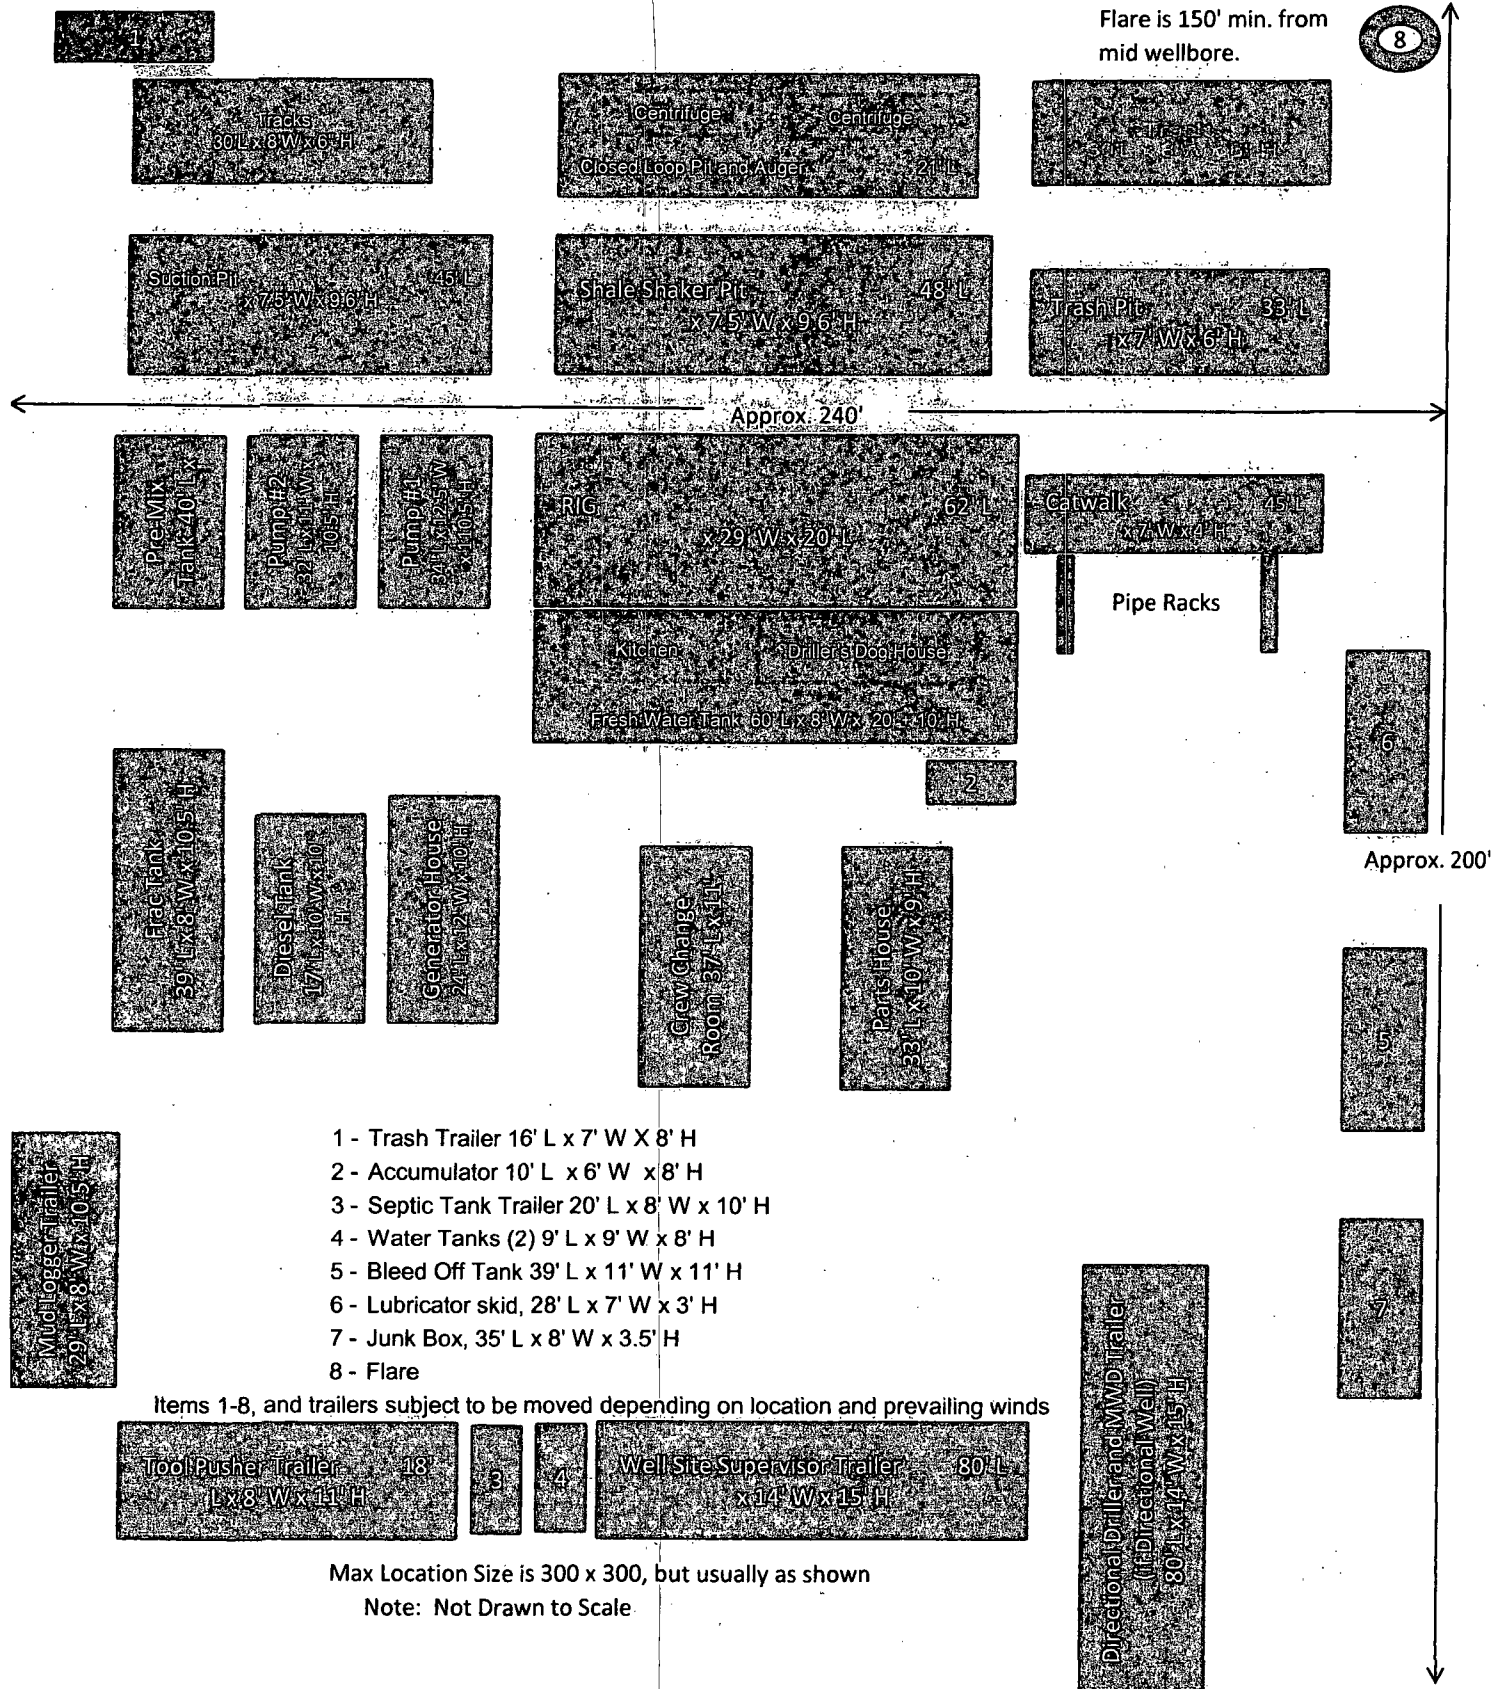 Flare is 150' min. from
mid wellbore.
8
1
Tracks
30' L x 8' W x 6" H
Centrifuge
Centrifuge
Closed Loop Pit and Auger 21' L
Suction Pit 45' L
x 7.5' W x 9.6' H
Shale Shaker Pit 48' L
x 7.5' W x 9.6' H
Trash Pit 33' L
x 7' W x 6' H
Approx. 240'
Pre-Mix
Tank 40' L x
Pump #2
32' L x 11' W x
10.5' H
Pump #1
34' L x 12.5' W
x 110.5' H
RIG 62' L
x 29' W x 20' L
Catwalk 45' L
x 7' W x 4' H
Pipe Racks
Kitchen
Driller's Dog House
Fresh Water Tank 60' L x 8' W x 20' - 10' H
2
6
Approx. 200'
Frac Tank
39' L x 8' W x 10.5' H
Diesel Tank
17' L x 10' W x 10'
H
Generator House
24' L x 12' W x 10' H
Crew Change
Room 37' L x 11'
Parts House
33' L x 10' W x 9' H
5
Mud Logger Trailer
29' L x 8' W x 10.5' H
1 - Trash Trailer 16' L x 7' W X 8' H
2 - Accumulator 10' L x 6' W x 8' H
3 - Septic Tank Trailer 20' L x 8' W x 10' H
4 - Water Tanks (2) 9' L x 9' W x 8' H
5 - Bleed Off Tank 39' L x 11' W x 11' H
6 - Lubricator skid, 28' L x 7' W x 3' H
7 - Junk Box, 35' L x 8' W x 3.5' H
8 - Flare
Items 1-8, and trailers subject to be moved depending on location and prevailing winds
7
Directional Driller and MWD Trailer
(if Directional Well)
80' L x 14' W x 15' H
Tool Pusher Trailer 18'
L x 8' W x 11' H
3
4
Well Site Supervisor Trailer 80' L
x 14' W x 15' H
Max Location Size is 300 x 300, but usually as shown
Note: Not Drawn to Scale